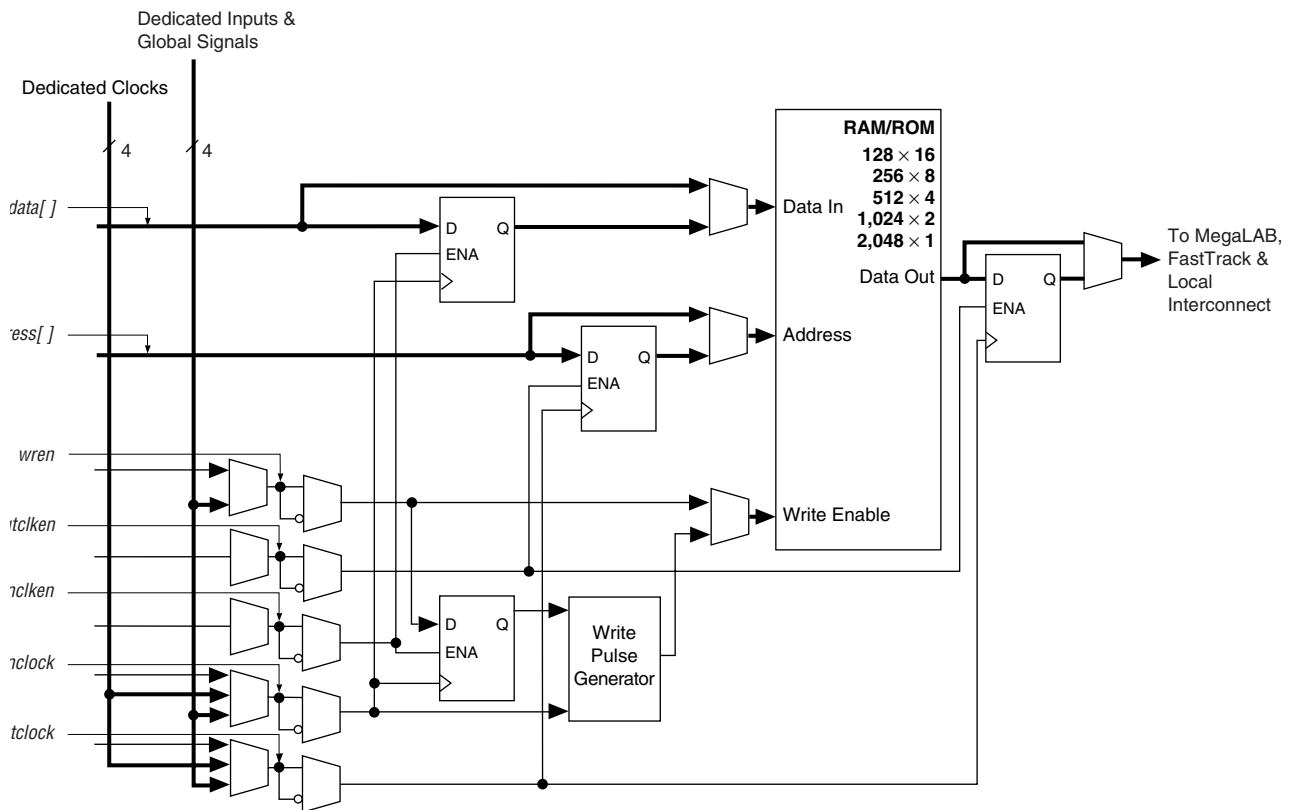 Dedicated Inputs &
Global Signals
Dedicated Clocks
4
4
RAM/ROM
128 × 16
256 × 8
512 × 4
1,024 × 2
2,048 × 1
data[ ]
D
Q
ENA
Data In
Data Out
To MegaLAB,
FastTrack &
Local
Interconnect
D
Q
ENA
ress[ ]
D
Q
ENA
Address
wren
Write Enable
utclken
nclken
D
Q
ENA
Write
Pulse
Generator
nclock
tclock